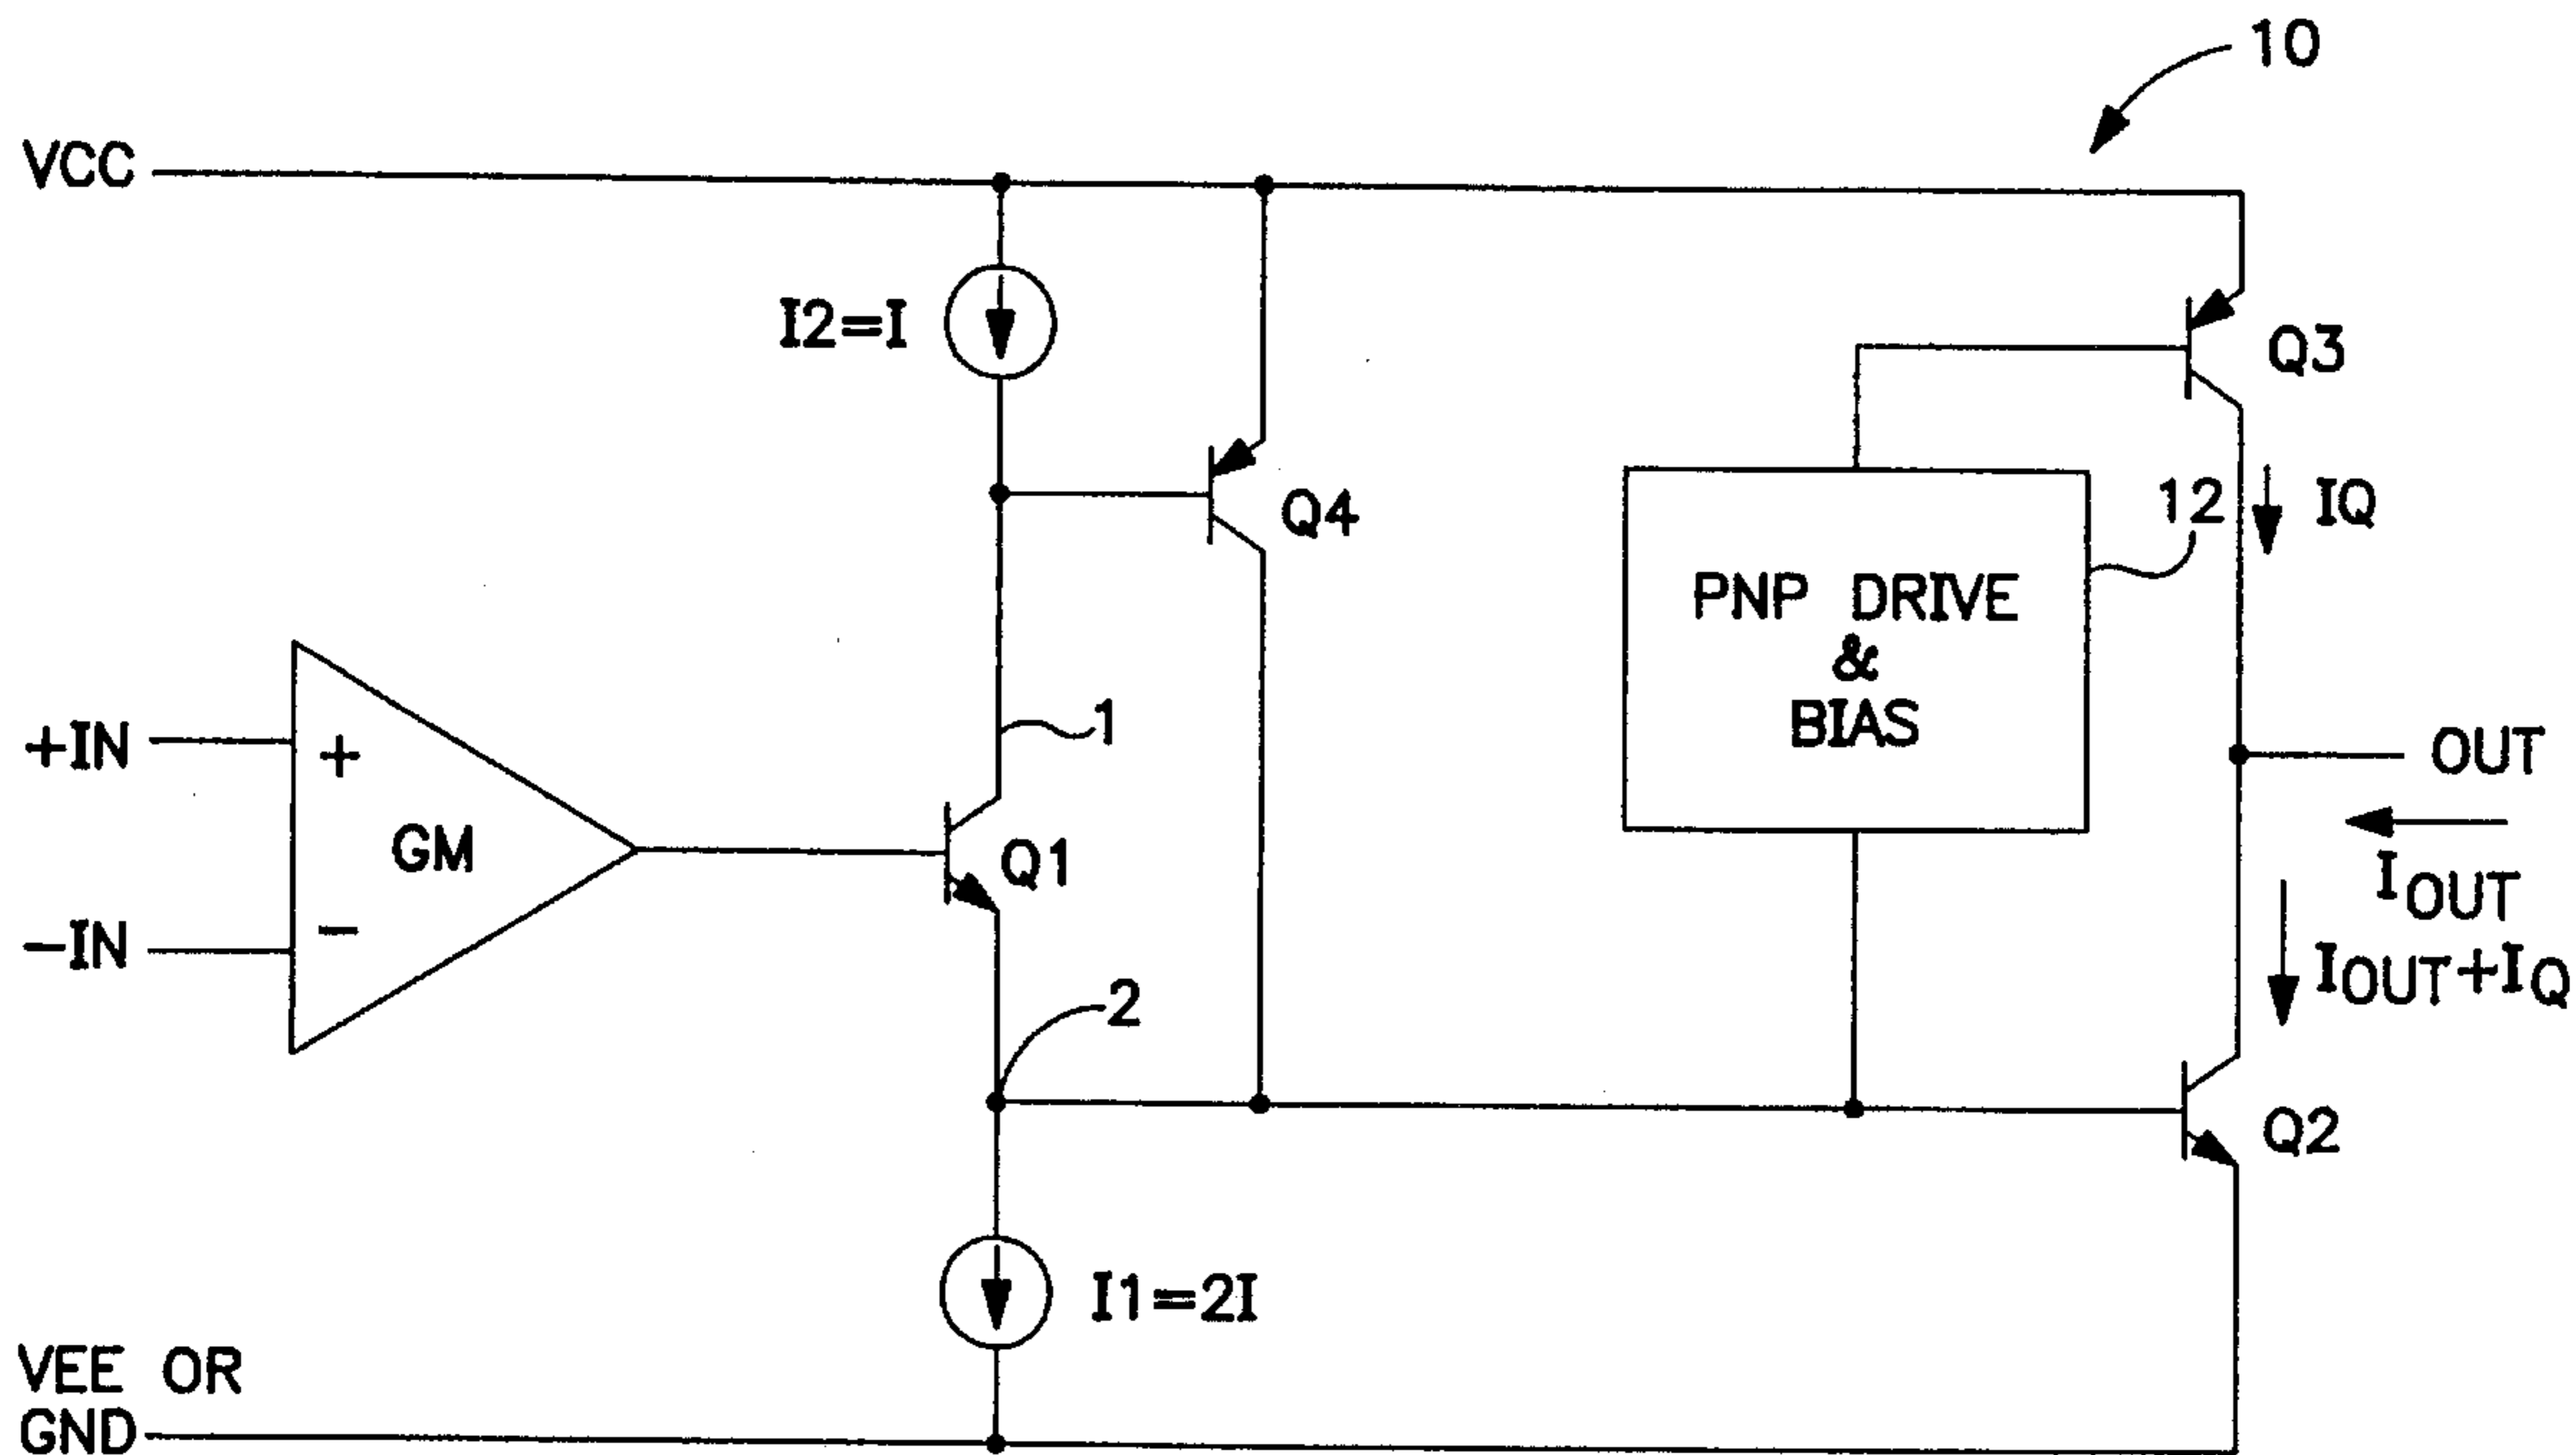 10
VCC
I2=I
Q3
Q4
12
IQ
PNP DRIVE
&
BIAS
1
+IN
+
GM
OUT
Q1
IOUT
-IN
−
2
IOUT+IQ
Q2
I1=2I
VEE OR
GND